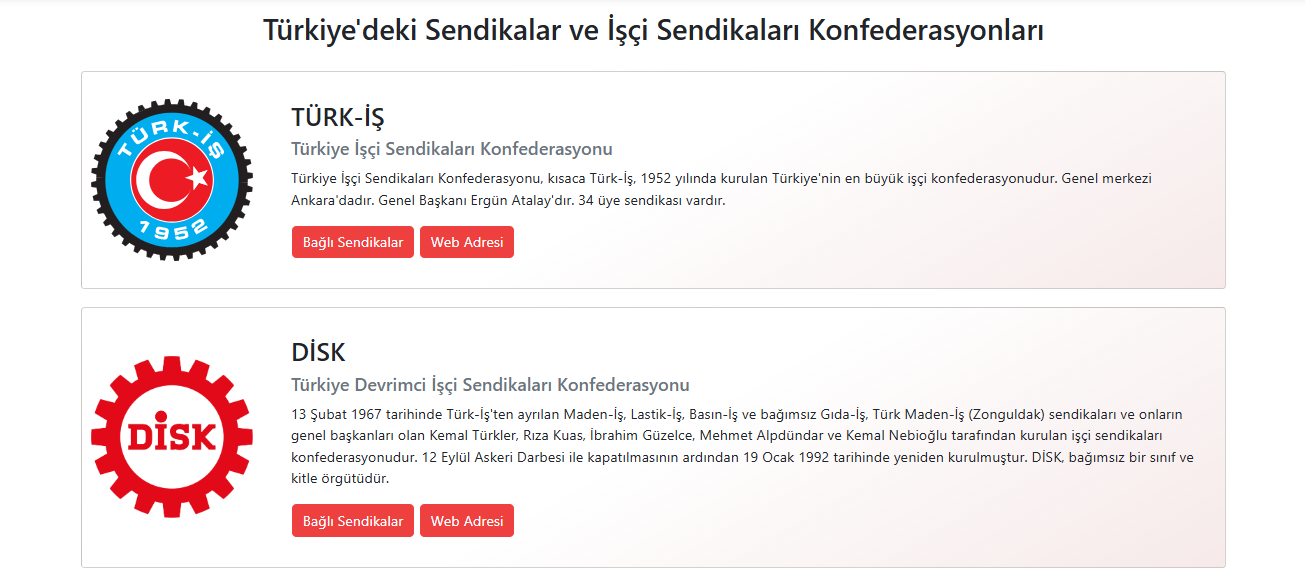 Türkiye'deki Sendikalar ve İşçi Sendikaları Konfederasyonları
TÜRK-İŞ
1952
TÜRK-İŞ
Türkiye İşçi Sendikaları Konfederasyonu
Türkiye İşçi Sendikaları Konfederasyonu, kısaca Türk-İş, 1952 yılında kurulan Türkiye'nin en büyük işçi konfederasyonudur. Genel merkezi
Ankara'dadır. Genel Başkanı Ergün Atalay'dır. 34 üye sendikası vardır.
Bağlı Sendikalar Web Adresi
DİSK
DİSK
Türkiye Devrimci İşçi Sendikaları Konfederasyonu
13 Şubat 1967 tarihinde Türk-İş'ten ayrılan Maden-İş, Lastik-İş, Basın-İş ve bağımsız Gıda-İş, Türk Maden-İş (Zonguldak) sendikaları ve onların
genel başkanları olan Kemal Türkler, Rıza Kuas, İbrahim Güzelce, Mehmet Alpdündar ve Kemal Nebioğlu tarafından kurulan işçi sendikaları
konfederasyonudur. 12 Eylül Askeri Darbesi ile kapatılmasının ardından 19 Ocak 1992 tarihinde yeniden kurulmuştur. DİSK, bağımsız bir sınıf ve
kitle örgütüdür.
Bağlı Sendikalar Web Adresi